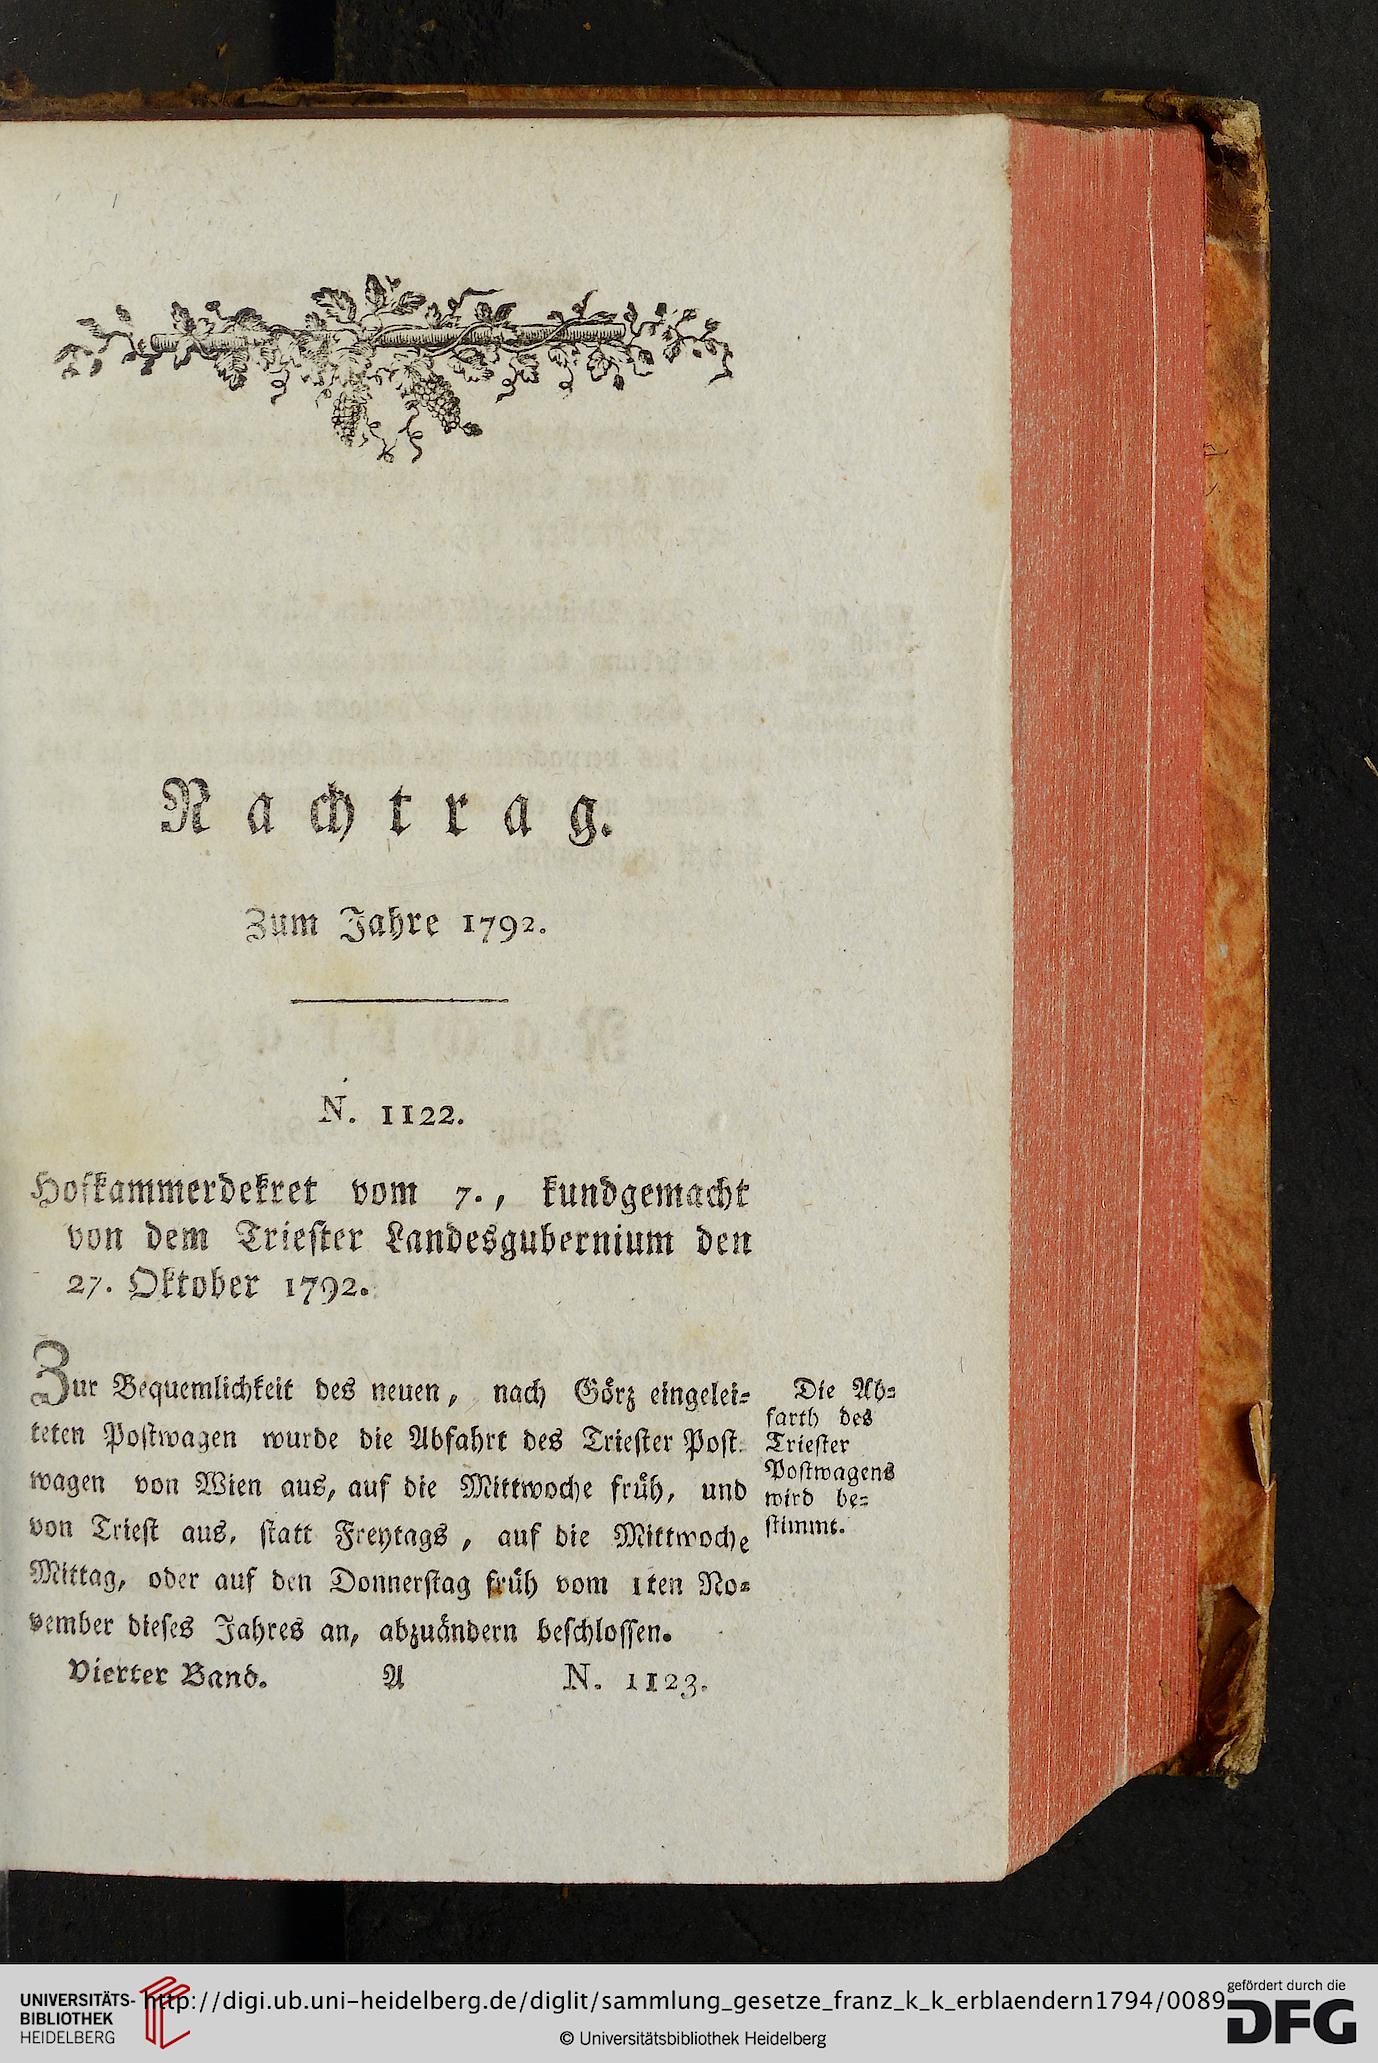 Nachtrag.
Zum Jahre 1792.
N. 1122.
Hofkammerdekret vom 7., kundgemacht
von dem Triester Landesgubernium den
27. Oktober 1792.
Zur Bequemlichkeit des neuen, nach Görz eingelei=
teten Postwagen wurde die Abfahrt des Triester Post=
wagen von Wien aus, auf die Mittwoche früh, und
von Triest aus, statt Freytags, auf die Mittwoche
Mittag, oder auf den Donnerstag früh vom 1ten No=
vember dieses Jahres an, abzuändern beschlossen.
Die Ab=
farth des
Triester
Postwagens
wird be=
stimmt.
Vierter Band. A N. 1123.
UNIVERSITÄTS-
BIBLIOTHEK
HEIDELBERG
http://digi.ub.uni-heidelberg.de/diglit/sammlung_gesetze_franz_k_k_erblaendern1794/0089
© Universitätsbibliothek Heidelberg
gefördert durch die
DFG